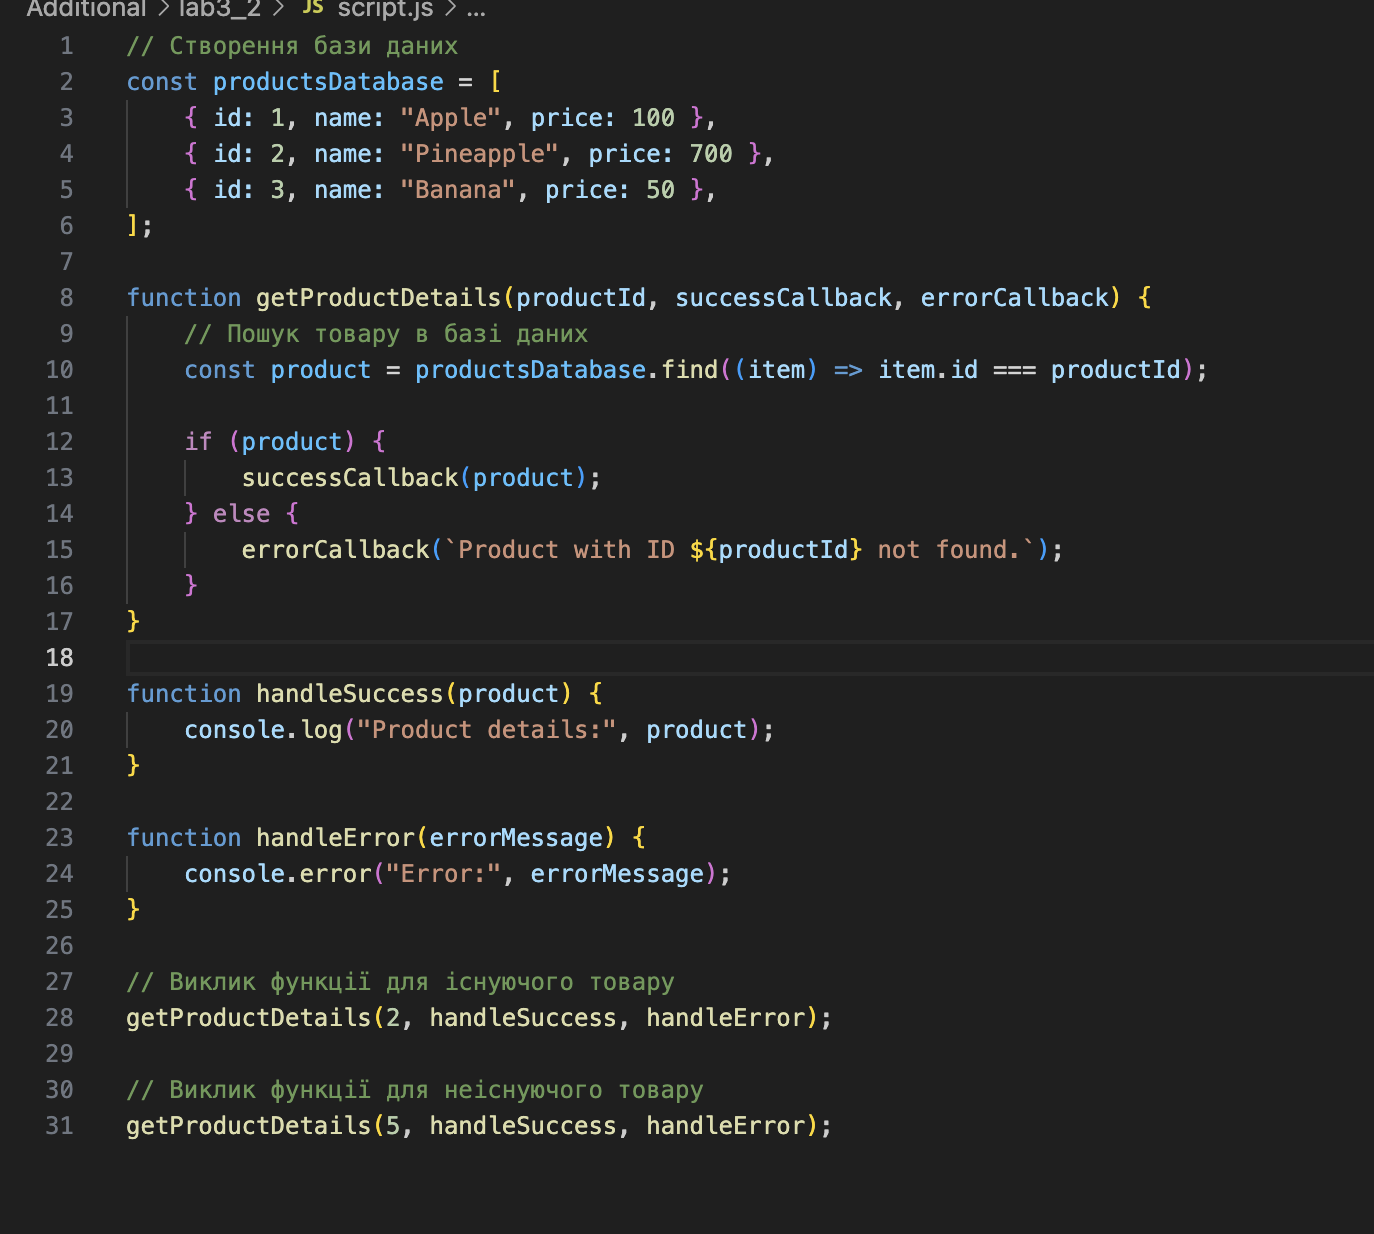 Additional > lab3_2 > JS script.js > ...
1 // Створення бази даних
2 const productsDatabase = [
3     { id: 1, name: "Apple", price: 100 },
4     { id: 2, name: "Pineapple", price: 700 },
5     { id: 3, name: "Banana", price: 50 },
6 ];
7
8 function getProductDetails(productId, successCallback, errorCallback) {
9     // Пошук товару в базі даних
10     const product = productsDatabase.find((item) => item.id === productId);
11
12     if (product) {
13         successCallback(product);
14     } else {
15         errorCallback(`Product with ID ${productId} not found.`);
16     }
17 }
18
19 function handleSuccess(product) {
20     console.log("Product details:", product);
21 }
22
23 function handleError(errorMessage) {
24     console.error("Error:", errorMessage);
25 }
26
27 // Виклик функції для існуючого товару
28 getProductDetails(2, handleSuccess, handleError);
29
30 // Виклик функції для неіснуючого товару
31 getProductDetails(5, handleSuccess, handleError);